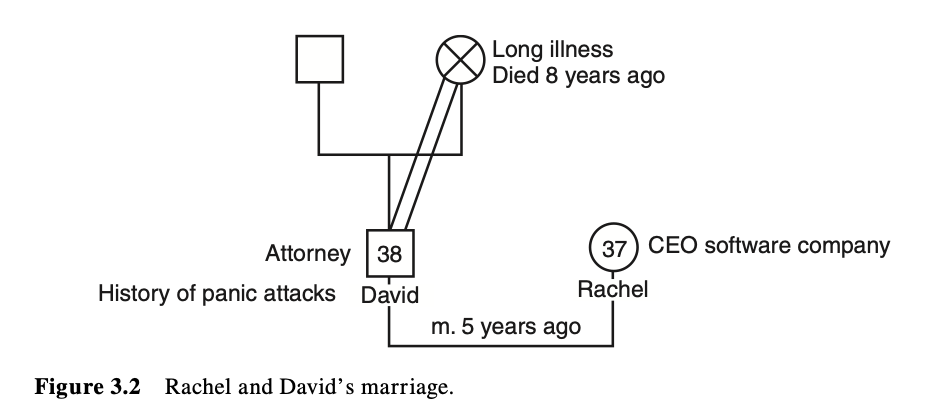 Long illness
Died 8 years ago
Attorney
38
37
CEO software company
History of panic attacks
David
Rachel
m. 5 years ago
Figure 3.2 Rachel and David’s marriage.